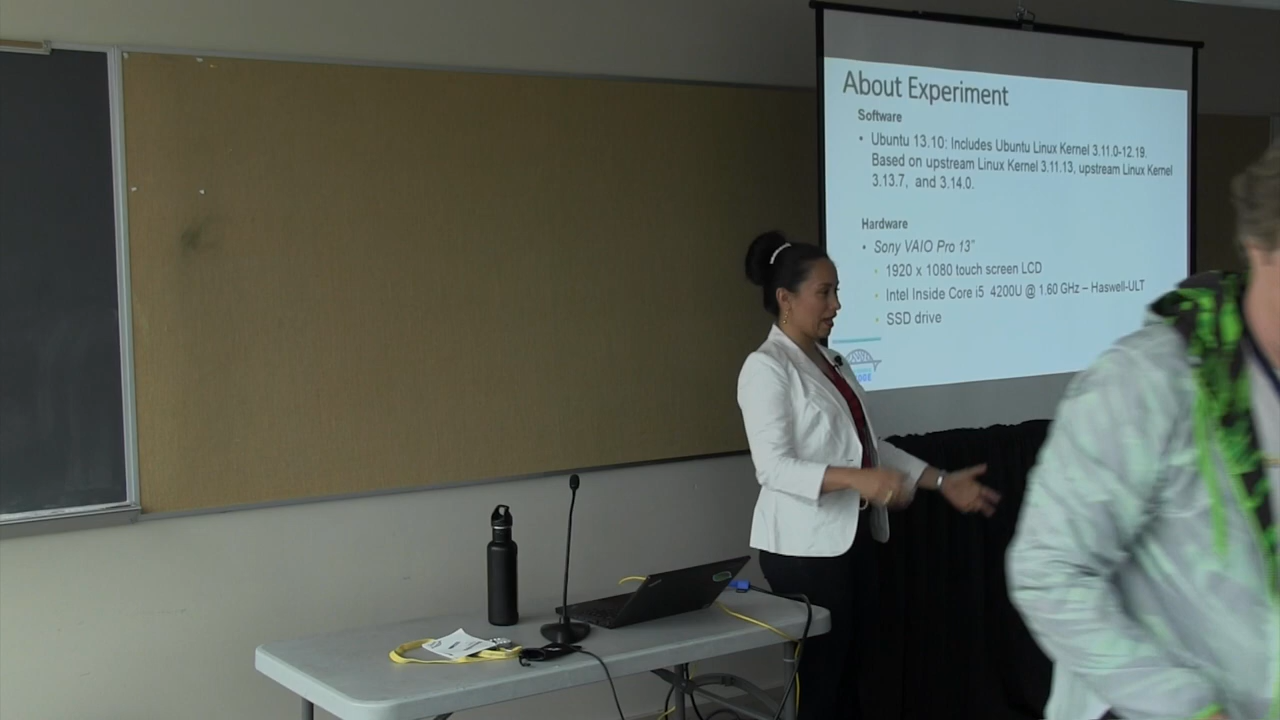 About Experiment
Software
• Ubuntu 13.10: Includes Ubuntu Linux Kernel 3.11.0-12.19.
Based on upstream Linux Kernel 3.11.13, upstream Linux Kernel
3.13.7, and 3.14.0.
Hardware
• Sony VAIO Pro 13"
• 1920 x 1080 touch screen LCD
• Intel Inside Core i5 4200U @ 1.60 GHz – Haswell-ULT
• SSD drive